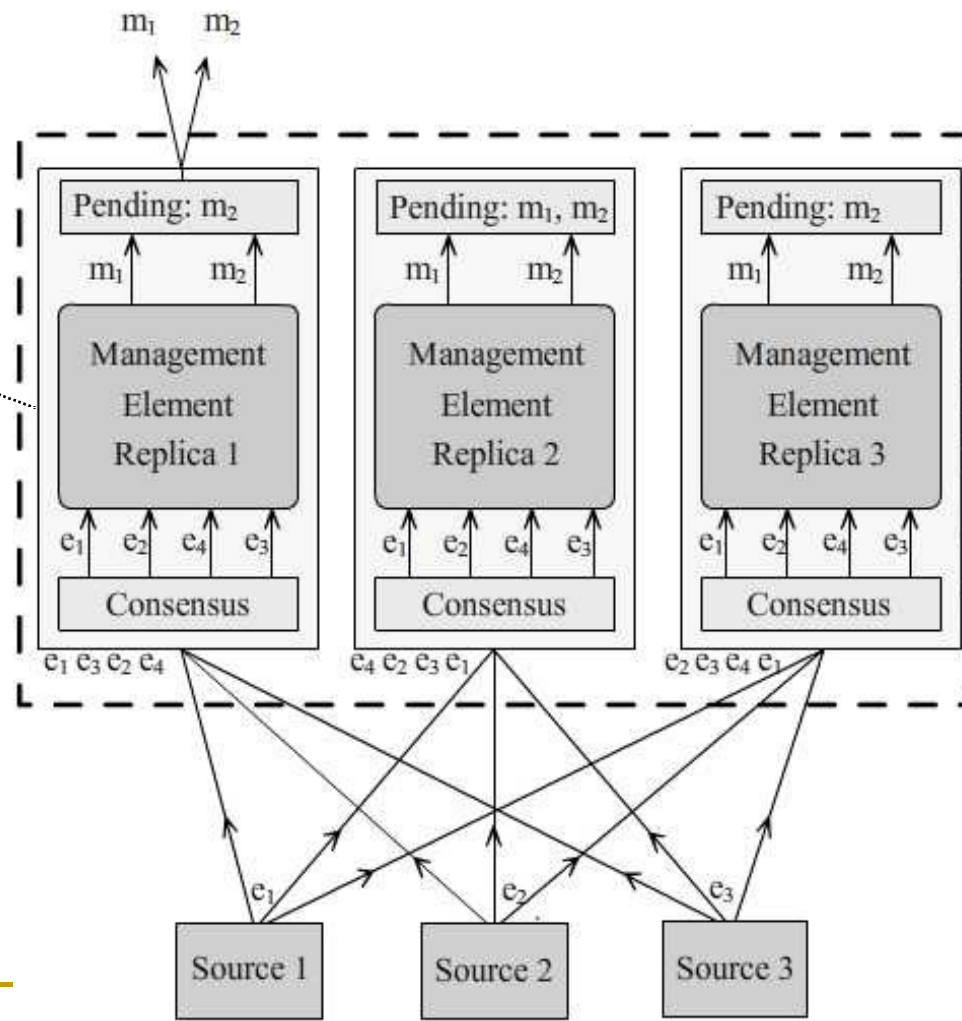 m₁ m₂
Pending: m₂
Pending: m₁, m₂
Pending: m₂
m₁ m₂
m₁ m₂
m₁ m₂
Management
Element
Replica 1
Management
Element
Replica 2
Management
Element
Replica 3
e₁ e₂ e₄ e₃
e₁ e₂ e₄ e₃
e₁ e₂ e₄ e₃
Consensus
Consensus
Consensus
e₁ e₃ e₂ e₄
e₄ e₂ e₃ e₁
e₂ e₃ e₄ e₁
e₁
e₂
e₃
Source 1
Source 2
Source 3